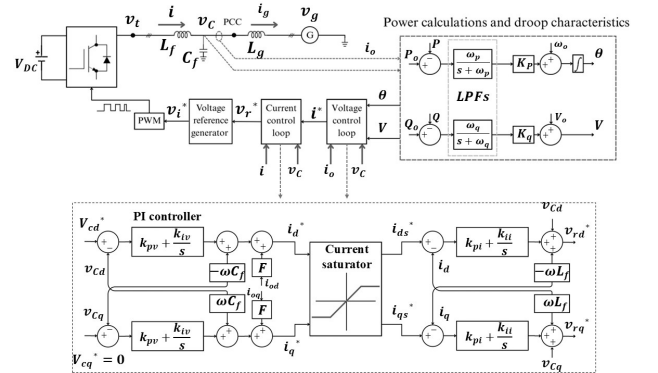 v_t
i
v_C
PCC
i_g
v_g
L_f
C_f
L_g
G
V_DC
i_o
Power calculations and droop characteristics
P
P_o
+
−
ω_p
s + ω_p
K_P
ω_o
+
+
∫
θ
LPFs
Q
Q_o
+
−
ω_q
s + ω_q
K_q
V_o
+
+
V
PWM
v_i*
Voltage
reference
generator
v_r*
Current
control
loop
i*
Voltage
control
loop
θ
V
i
v_C
i_o
v_C
V_cd*
PI controller
k_pv + k_iv/s
i_d*
Current
saturator
i_ds*
k_pi + k_ii/s
v_Cd
v_rd*
v_Cd
−ωC_f
F
i_od
i_d
−ωL_f
v_Cq
ωC_f
i_oq
F
i_q
ωL_f
k_pv + k_iv/s
i_q*
i_qs*
k_pi + k_ii/s
v_rq*
V_cq* = 0
v_Cq